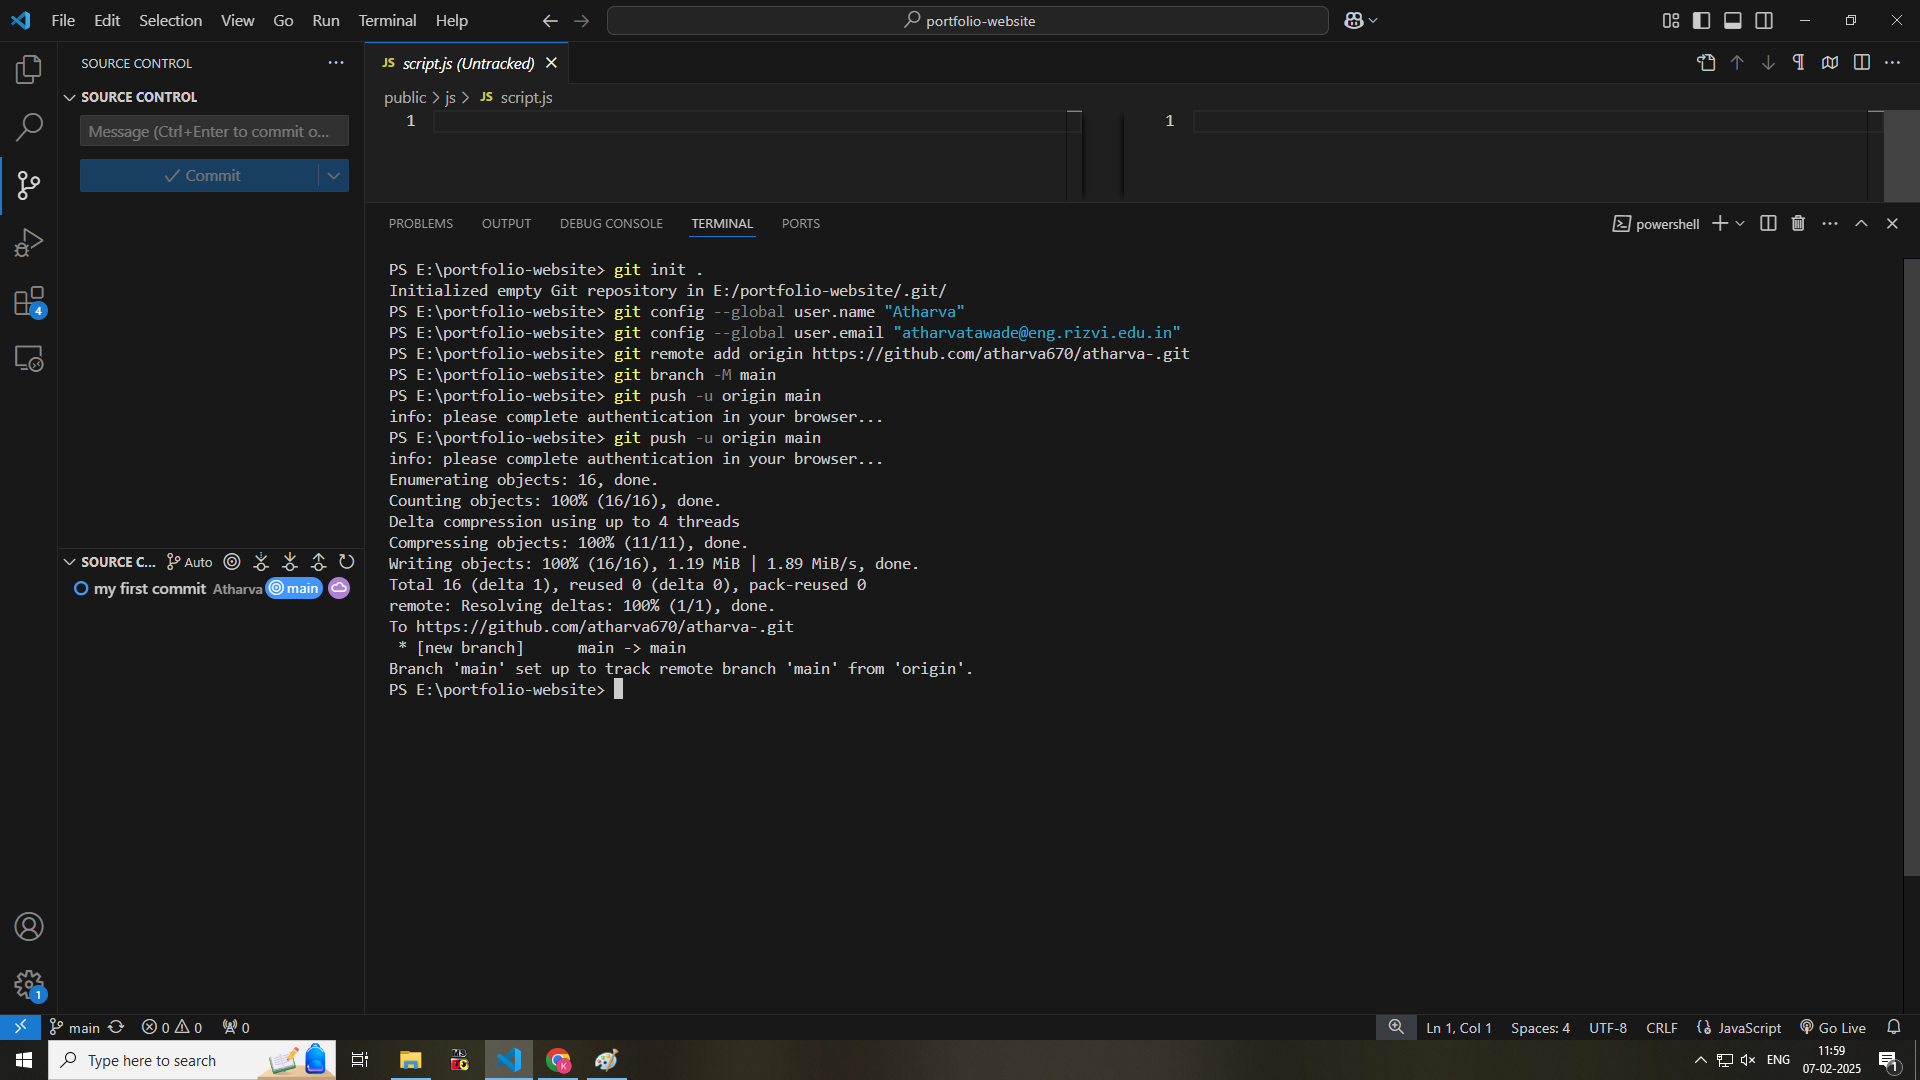 File Edit Selection View Go Run Terminal Help
portfolio-website
SOURCE CONTROL
SOURCE CONTROL
Message (Ctrl+Enter to commit o...
Commit
JS script.js (Untracked)
public > js > JS script.js
1
1
PROBLEMS OUTPUT DEBUG CONSOLE TERMINAL PORTS
powershell
PS E:\portfolio-website> git init .
Initialized empty Git repository in E:/portfolio-website/.git/
PS E:\portfolio-website> git config --global user.name "Atharva"
PS E:\portfolio-website> git config --global user.email "atharvatawade@eng.rizvi.edu.in"
PS E:\portfolio-website> git remote add origin https://github.com/atharva670/atharva-.git
PS E:\portfolio-website> git branch -M main
PS E:\portfolio-website> git push -u origin main
info: please complete authentication in your browser...
PS E:\portfolio-website> git push -u origin main
info: please complete authentication in your browser...
Enumerating objects: 16, done.
Counting objects: 100% (16/16), done.
Delta compression using up to 4 threads
Compressing objects: 100% (11/11), done.
Writing objects: 100% (16/16), 1.19 MiB | 1.89 MiB/s, done.
Total 16 (delta 1), reused 0 (delta 0), pack-reused 0
remote: Resolving deltas: 100% (1/1), done.
To https://github.com/atharva670/atharva-.git
* [new branch]      main -> main
Branch 'main' set up to track remote branch 'main' from 'origin'.
PS E:\portfolio-website>
4
SOURCE C... Auto
my first commit Atharva main
1
main 0 0 0
Ln 1, Col 1 Spaces: 4 UTF-8 CRLF JavaScript Go Live
Type here to search
ENG
11:59
07-02-2025
1